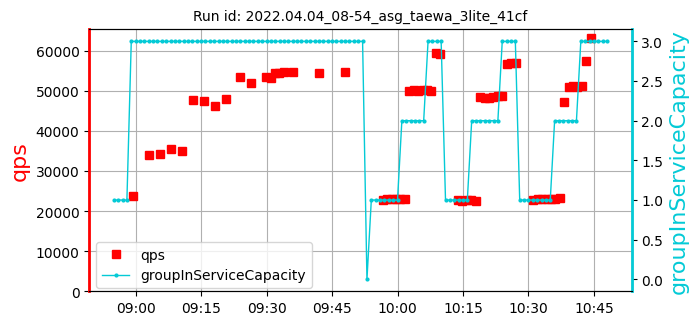 Run id: 2022.04.04_08-54_asg_taewa_3lite_41cf
60000
50000
40000
30000
20000
10000
0
qps
3.0
2.5
2.0
1.5
1.0
0.5
0.0
groupInServiceCapacity
qps
groupInServiceCapacity
09:00 09:15 09:30 09:45 10:00 10:15 10:30 10:45